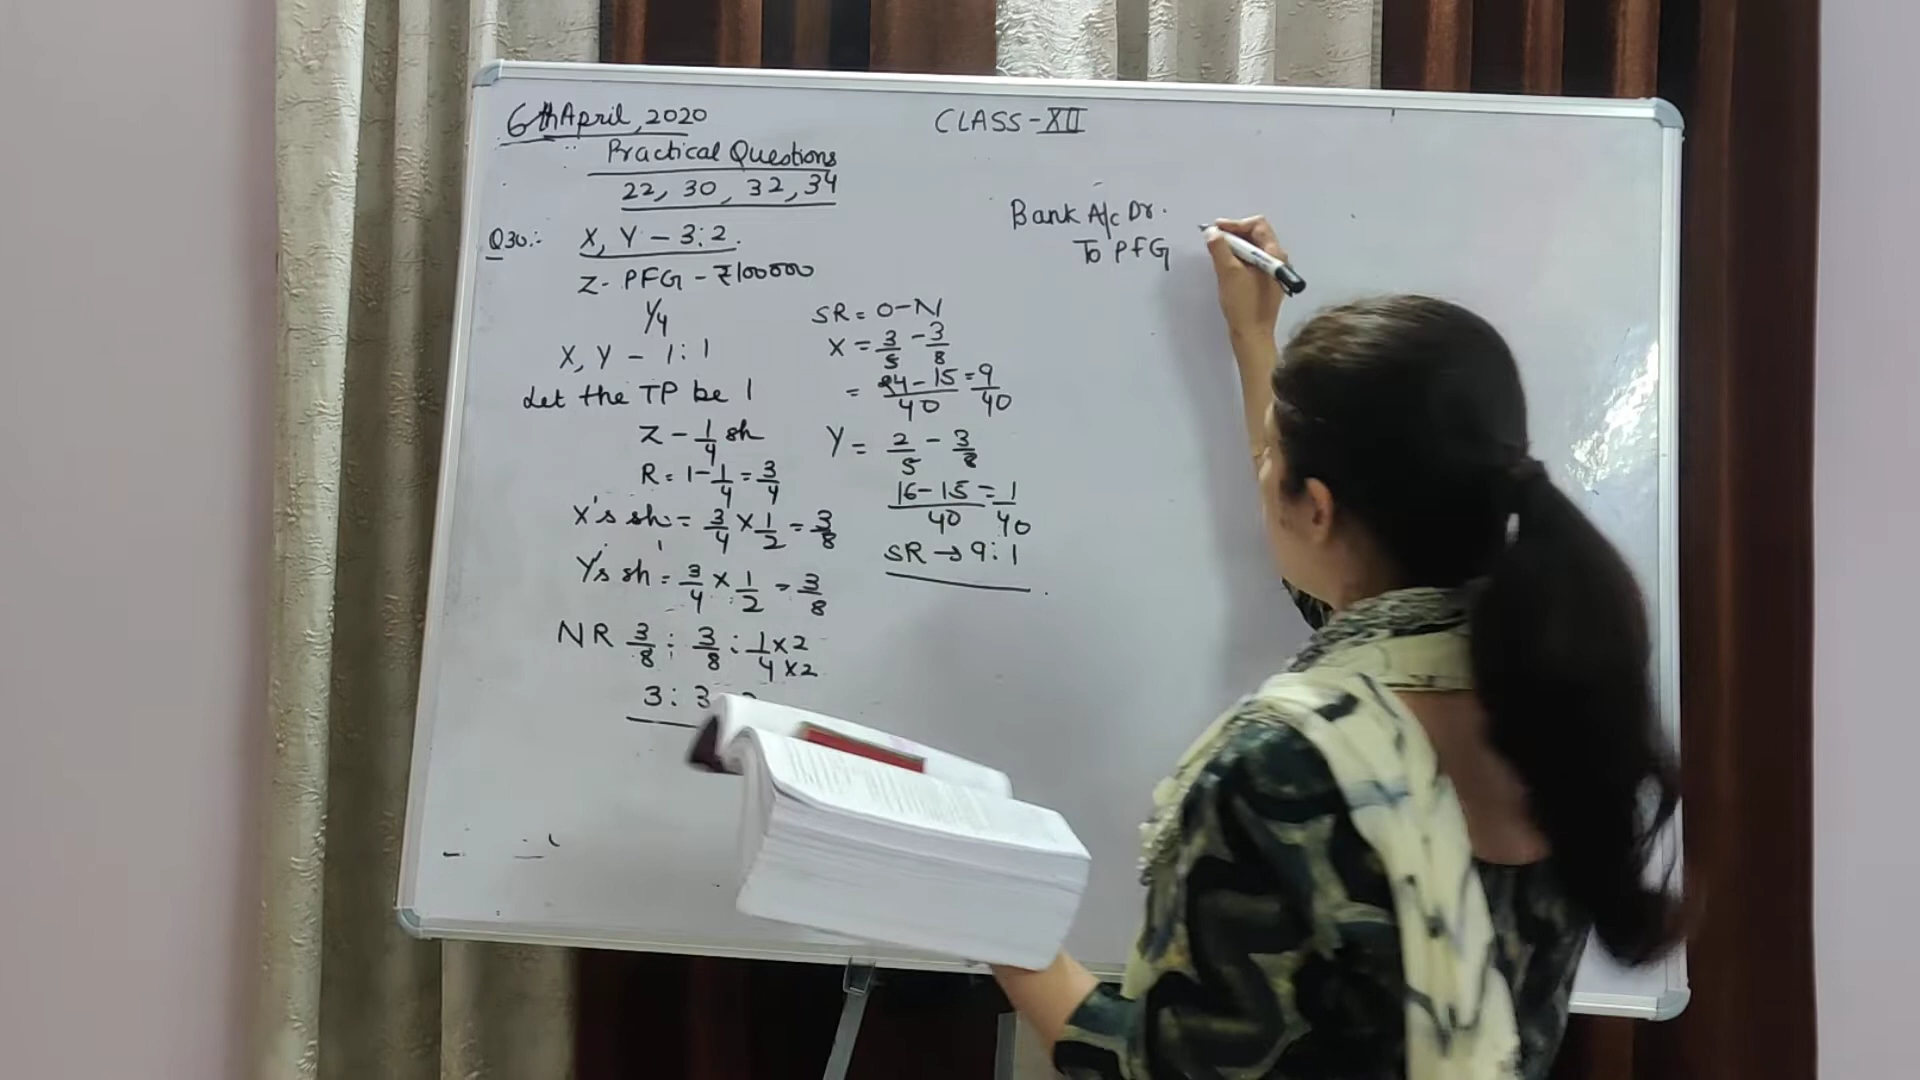 6th April, 2020
CLASS-XII
Practical Questions
22, 30, 32, 34
Q30:- X, Y - 3:2.
Z- PFG - ₹100000
1/4
X, Y - 1:1
Let the TP be 1
Z - 1/4 sh
R = 1 - 1/4 = 3/4
X's sh = 3/4 × 1/2 = 3/8
Y's sh = 3/4 × 1/2 = 3/8
NR 3/8 : 3/8 : 1/4 ×2 ×2
3 : 3
SR = O-N
X = 3/5 - 3/8
= 24-15/40 = 9/40
Y = 2/5 - 3/8
16-15/40 = 1/40
SR → 9:1
Bank A/c Dr.
To PFG